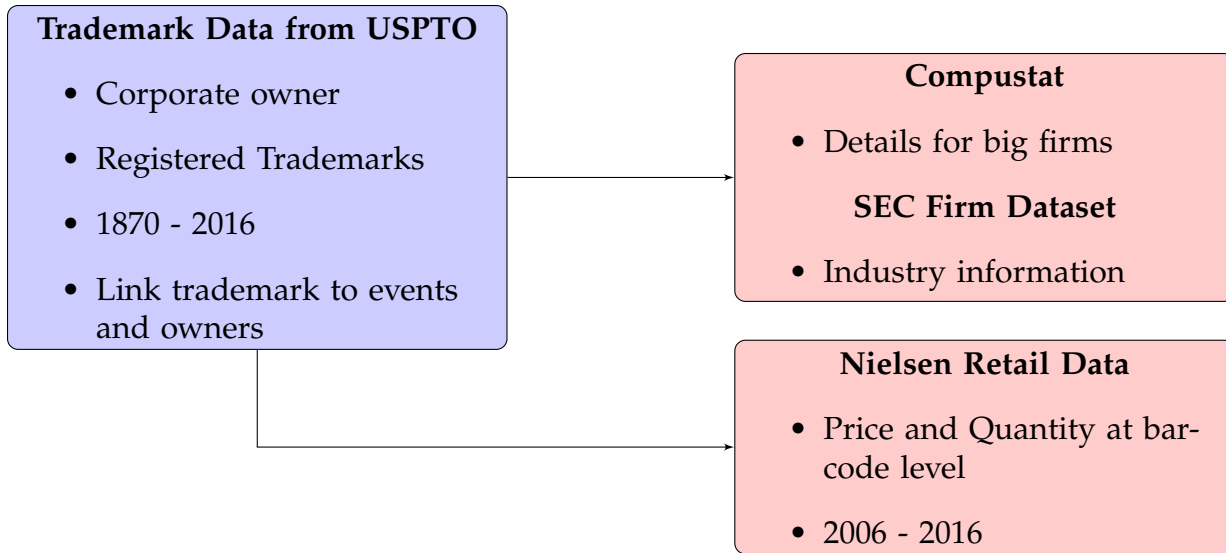 Trademark Data from USPTO
• Corporate owner
• Registered Trademarks
• 1870 - 2016
• Link trademark to events
and owners
Compustat
• Details for big firms
SEC Firm Dataset
• Industry information
Nielsen Retail Data
• Price and Quantity at bar-
code level
• 2006 - 2016